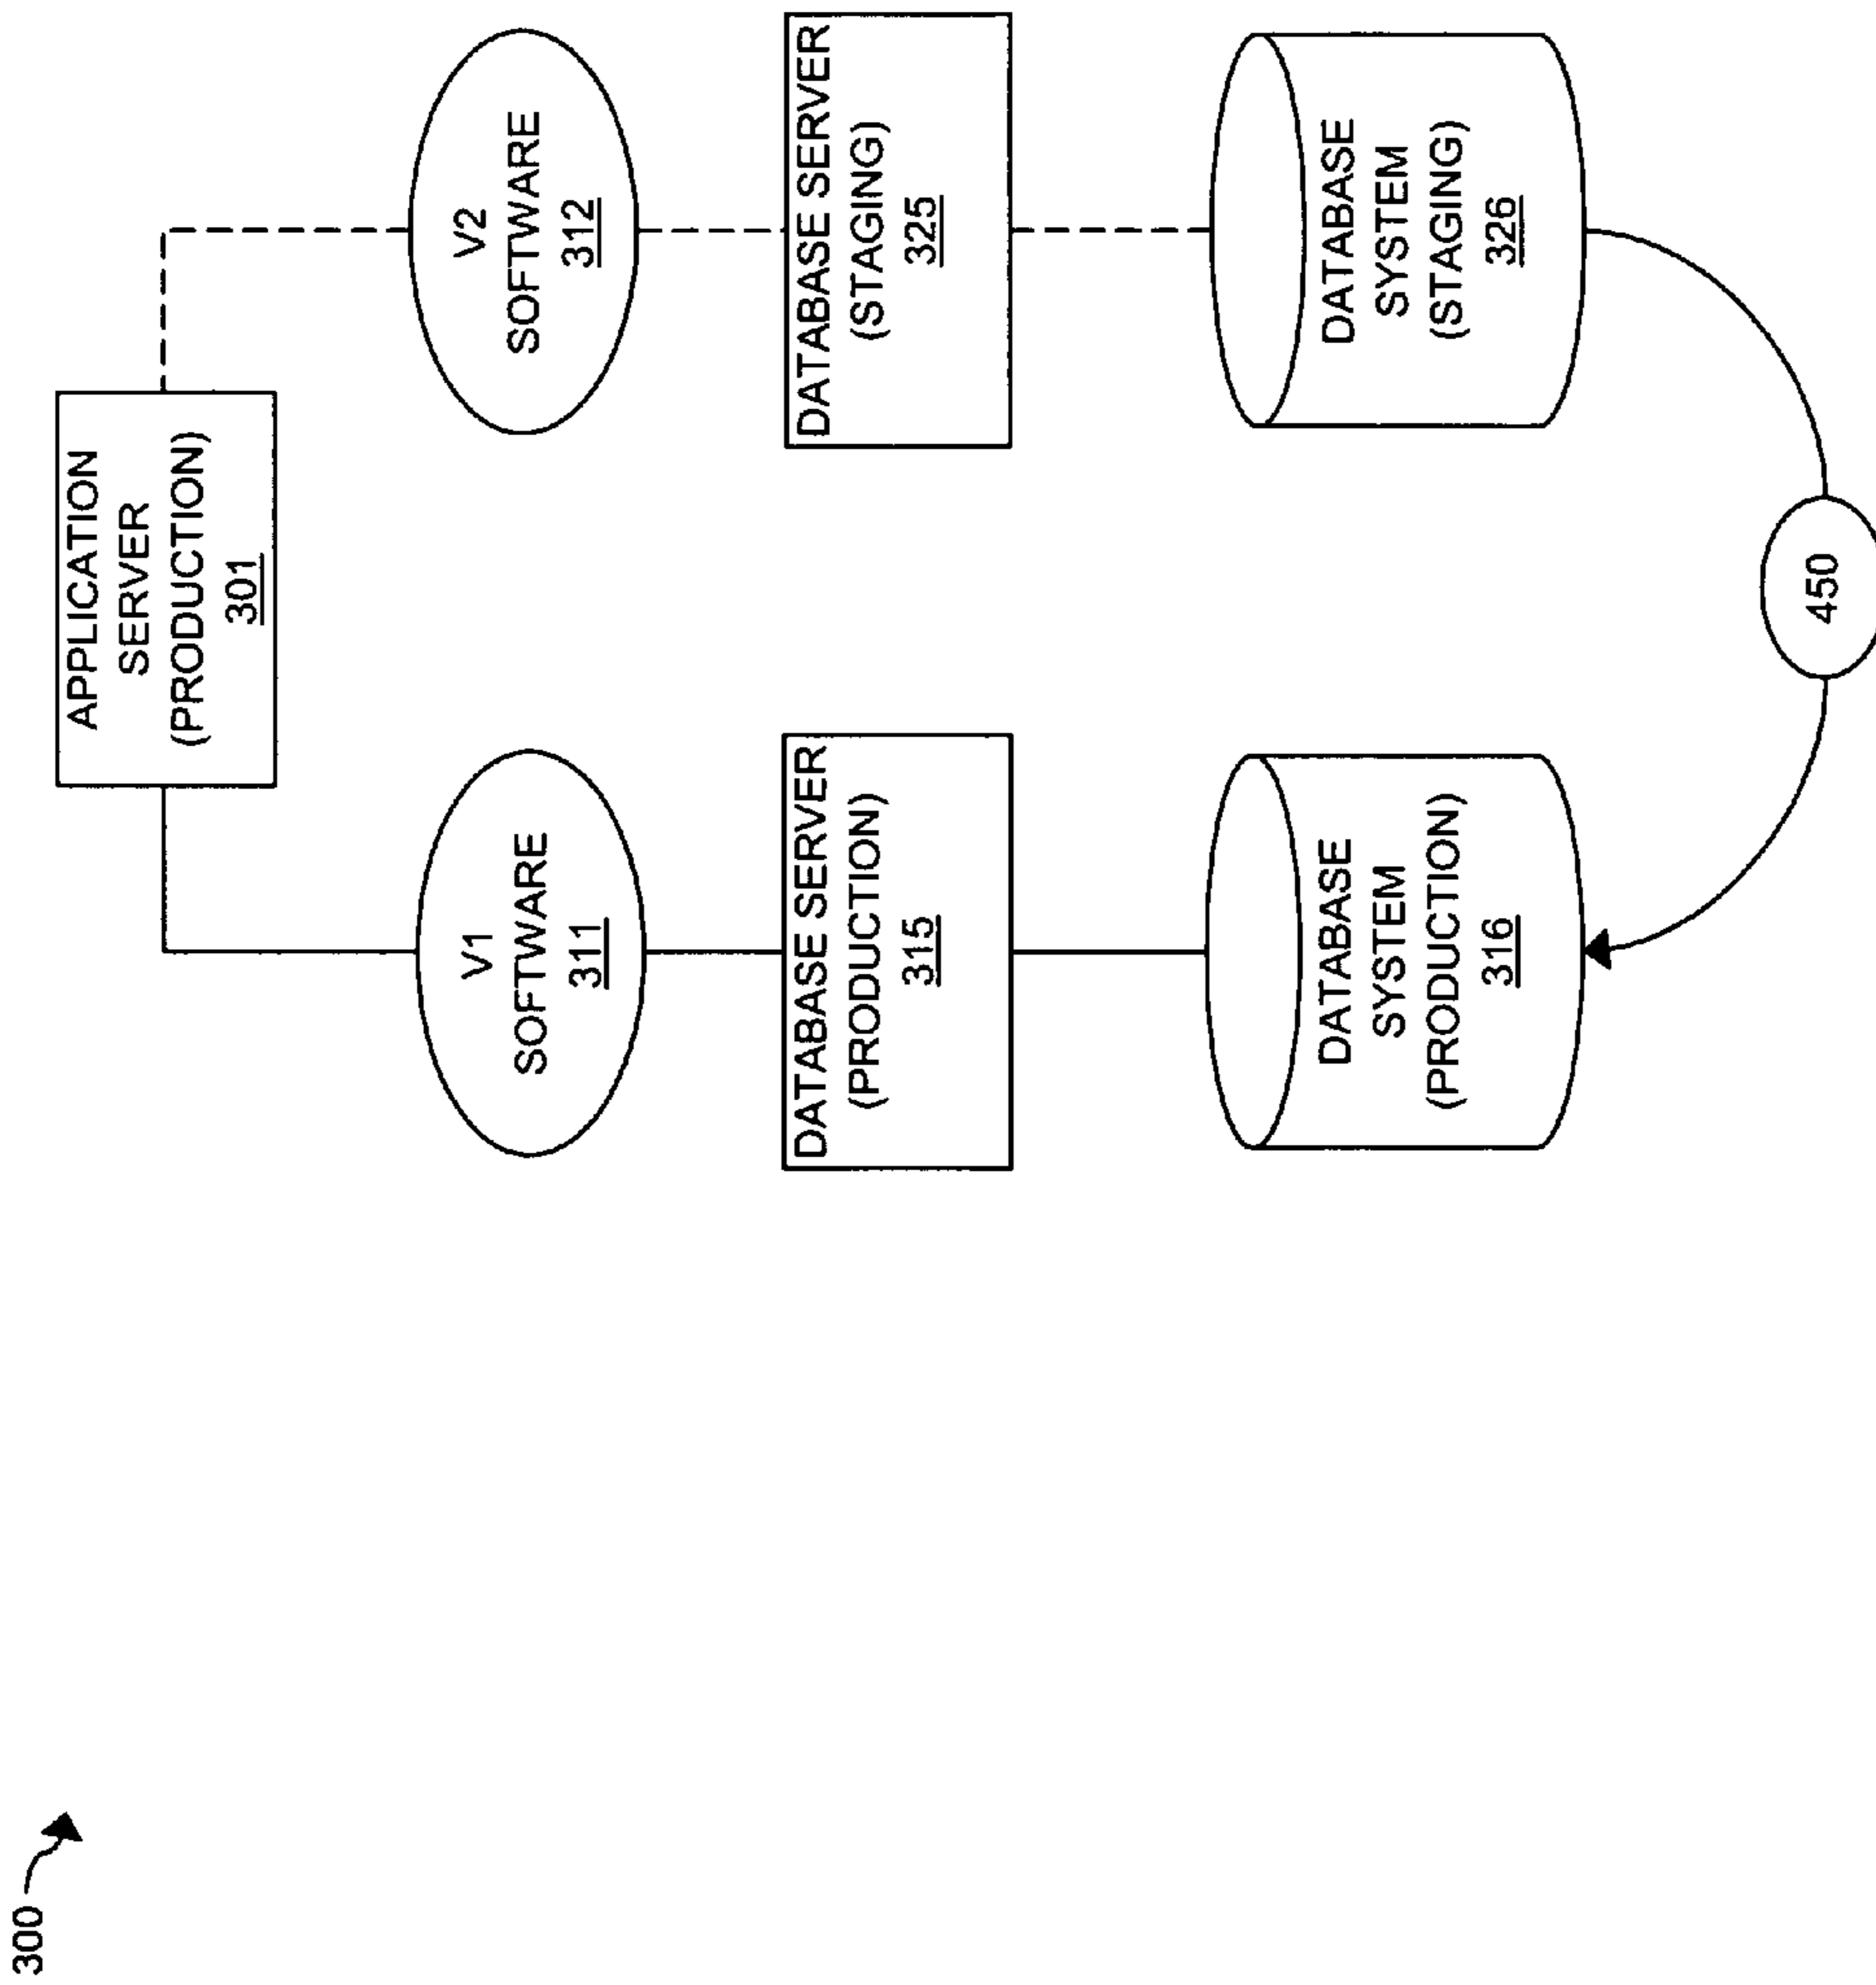 300
APPLICATION
SERVER
(PRODUCTION)
301
V1
SOFTWARE
311
V2
SOFTWARE
312
DATABASE SERVER
(PRODUCTION)
315
DATABASE SERVER
(STAGING)
325
DATABASE
SYSTEM
(PRODUCTION)
316
DATABASE
SYSTEM
(STAGING)
326
450